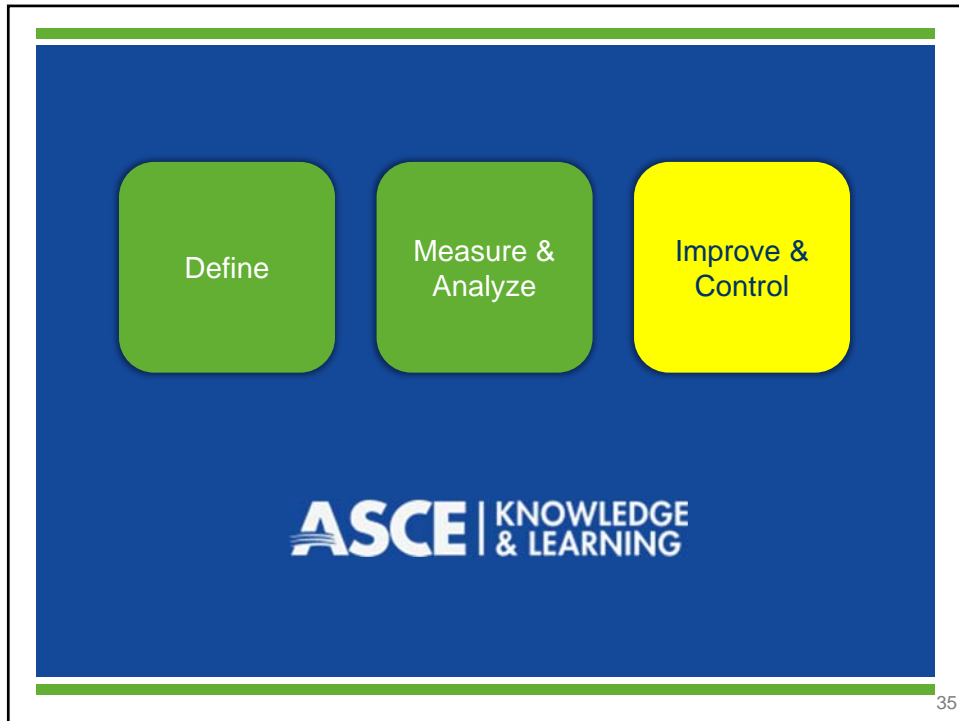 Define
Measure &
Analyze
Improve &
Control
ASCE | KNOWLEDGE
& LEARNING
35